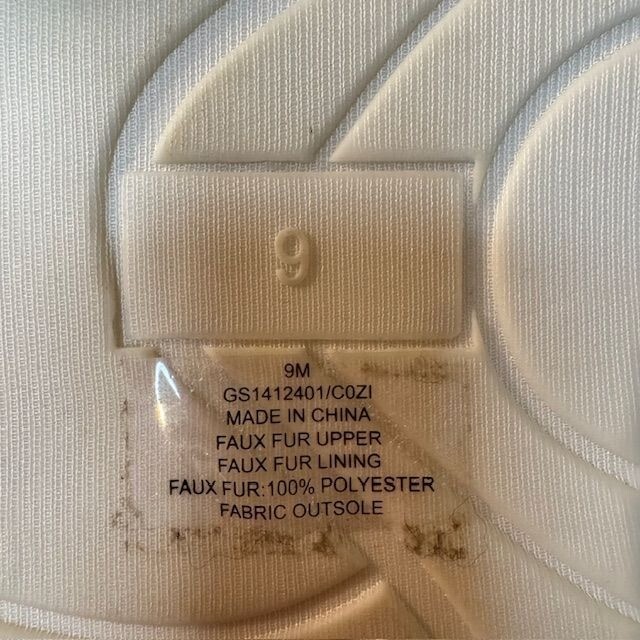 9
9M
GS1412401/C0ZI
MADE IN CHINA
FAUX FUR UPPER
FAUX FUR LINING
FAUX FUR:100% POLYESTER
FABRIC OUTSOLE